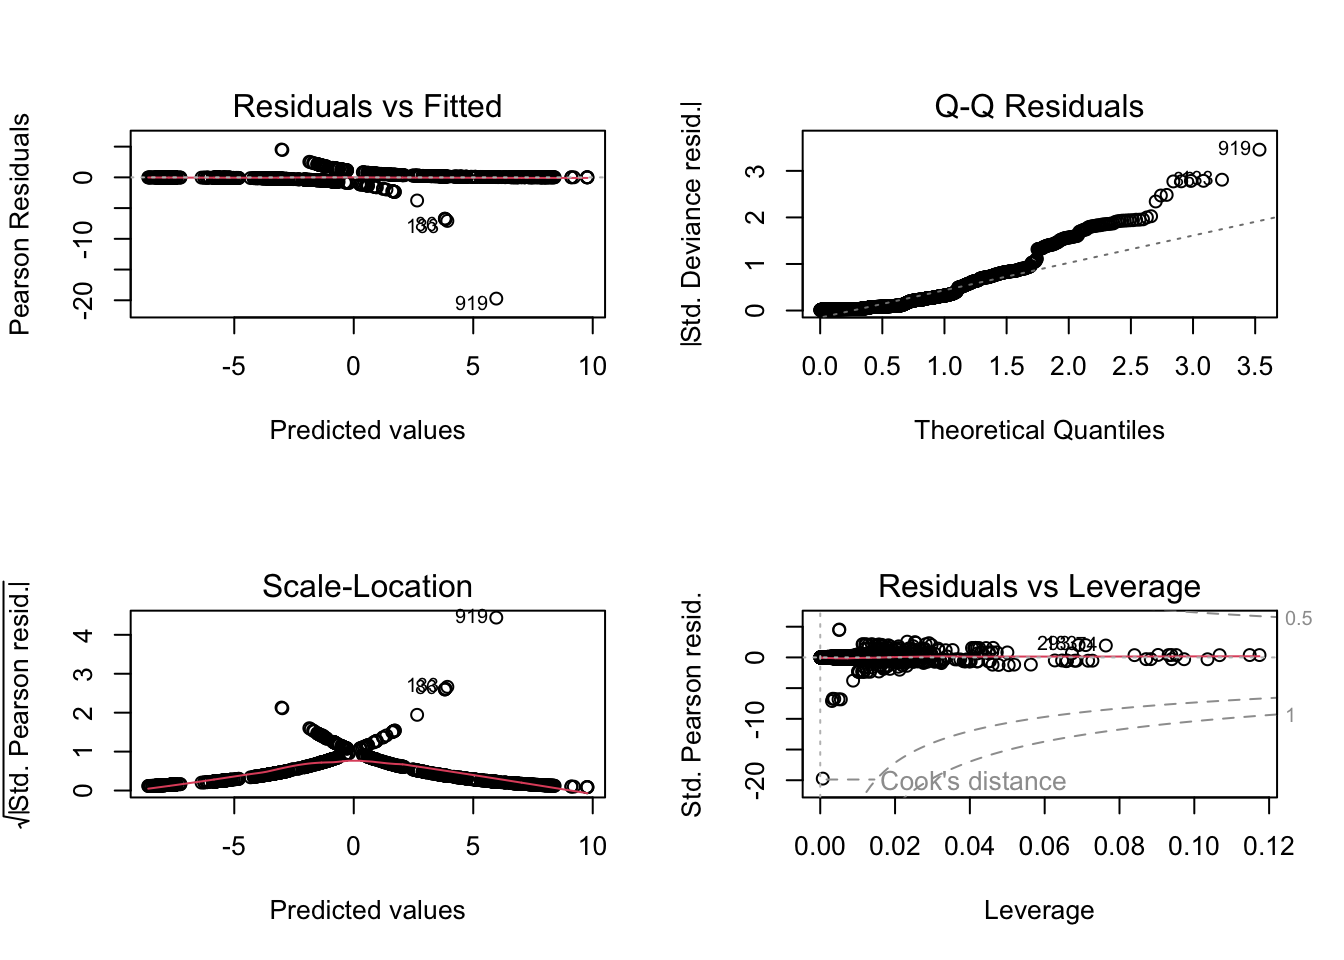 Residuals vs Fitted
Pearson Residuals
0
-10
-20
919
-5 0 5 10
Predicted values
Q-Q Residuals
|Std. Deviance resid.|
3
2
1
0
919
0.0 0.5 1.0 1.5 2.0 2.5 3.0 3.5
Theoretical Quantiles
Scale-Location
√|Std. Pearson resid.|
4
3
2
1
0
919
-5 0 5 10
Predicted values
Residuals vs Leverage
Std. Pearson resid.
0
-10
-20
0.5
1
Cook's distance
0.00 0.02 0.04 0.06 0.08 0.10 0.12
Leverage